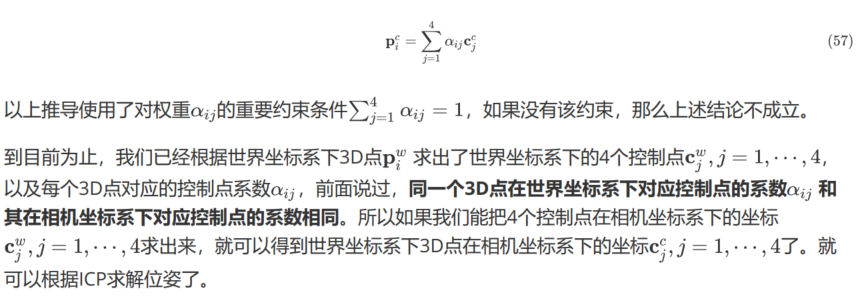 $$\mathbf{p}_i^c = \sum_{j=1}^{4} \alpha_{ij} \mathbf{c}_j^c \quad (57)$$
以上推导使用了对权重$\alpha_{ij}$的重要约束条件$\sum_{j=1}^{4} \alpha_{ij} = 1$，如果没有该约束，那么上述结论不成立。
到目前为止，我们已经根据世界坐标系下3D点$\mathbf{p}_i^w$ 求出了世界坐标系下的4个控制点$\mathbf{c}_j^w, j = 1, \cdots, 4$，
以及每个3D点对应的控制点系数$\alpha_{ij}$，前面说过，同一个3D点在世界坐标系下对应控制点的系数$\alpha_{ij}$ 和
其在相机坐标系下对应控制点的系数相同。所以如果我们能把4个控制点在相机坐标系下的坐标
$\mathbf{c}_j^w, j = 1, \cdots, 4$求出来，就可以得到世界坐标系下3D点在相机坐标系下的坐标$\mathbf{c}_j^c, j = 1, \cdots, 4$了。就
可以根据ICP求解位姿了。